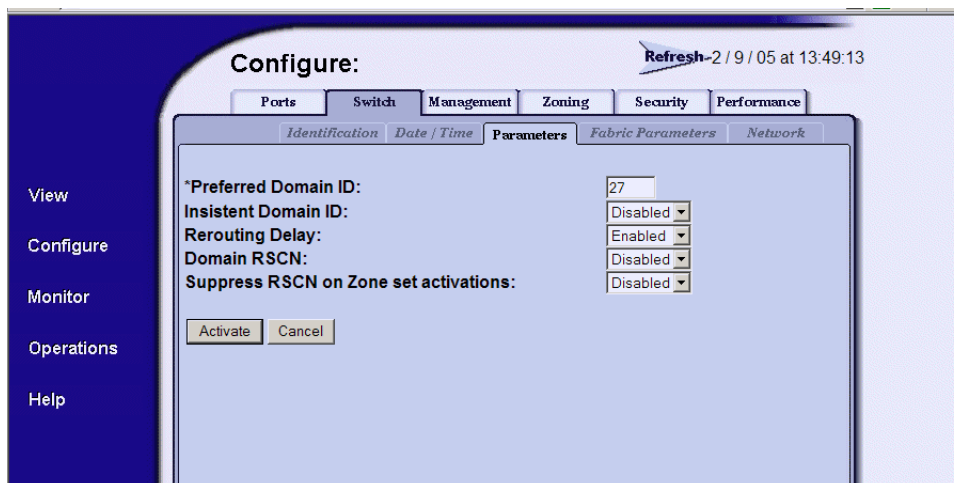 Configure:
Refresh-2 / 9 / 05 at 13:49:13
Ports Switch Management Zoning Security Performance
Identification Date / Time Parameters Fabric Parameters Network
View
Configure
Monitor
Operations
Help
*Preferred Domain ID: 27
Insistent Domain ID: Disabled
Rerouting Delay: Enabled
Domain RSCN: Disabled
Suppress RSCN on Zone set activations: Disabled
Activate Cancel